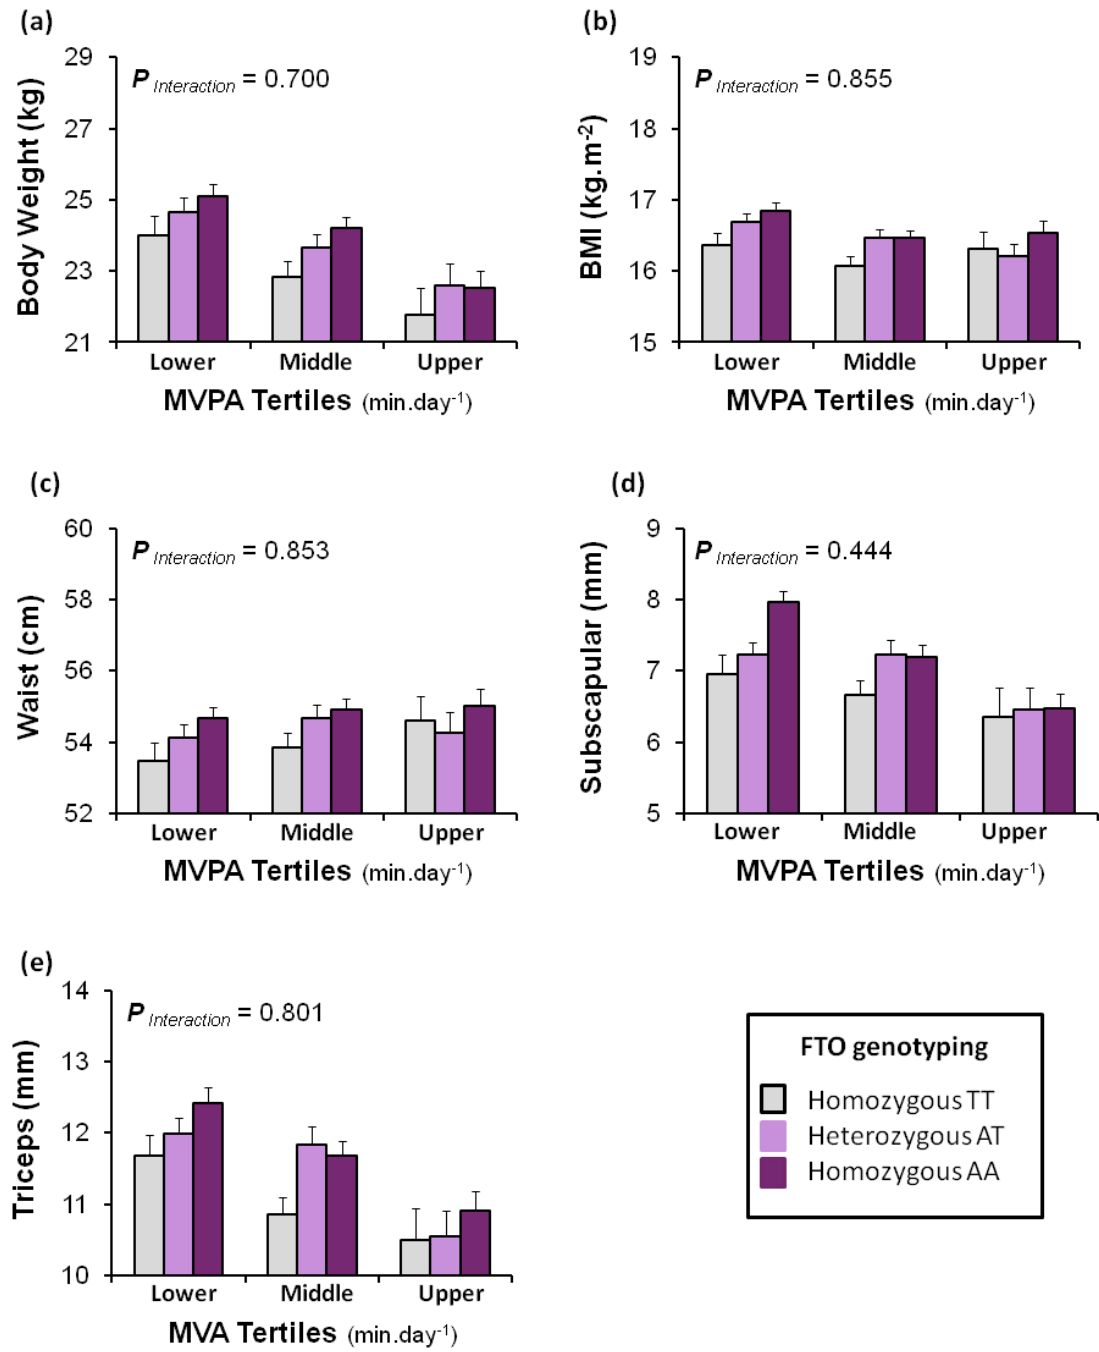 (a)
Body Weight (kg)
29
27
25
23
21
P Interaction = 0.700
Lower Middle Upper
MVPA Tertiles (min.day-1)
(b)
BMI (kg.m-2)
19
18
17
16
15
P Interaction = 0.855
Lower Middle Upper
MVPA Tertiles (min.day-1)
(c)
Waist (cm)
60
58
56
54
52
P Interaction = 0.853
Lower Middle Upper
MVPA Tertiles (min.day-1)
(d)
Subscapular (mm)
9
8
7
6
5
P Interaction = 0.444
Lower Middle Upper
MVPA Tertiles (min.day-1)
(e)
Triceps (mm)
14
13
12
11
10
P Interaction = 0.801
Lower Middle Upper
MVA Tertiles (min.day-1)
FTO genotyping
Homozygous TT
Heterozygous AT
Homozygous AA